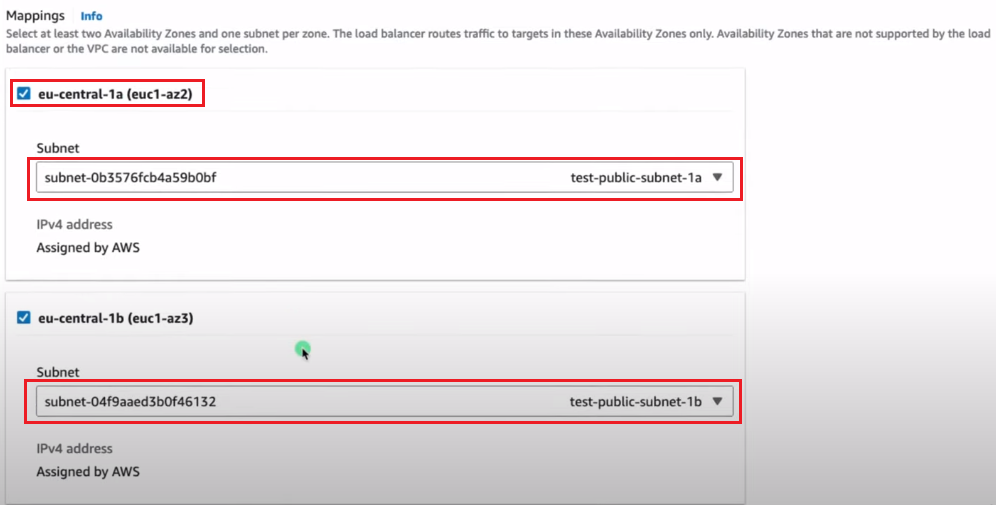 Mappings Info
Select at least two Availability Zones and one subnet per zone. The load balancer routes traffic to targets in these Availability Zones only. Availability Zones that are not supported by the load
balancer or the VPC are not available for selection.
eu-central-1a (euc1-az2)
Subnet
subnet-0b3576fcb4a59b0bf test-public-subnet-1a
IPv4 address
Assigned by AWS
eu-central-1b (euc1-az3)
Subnet
subnet-04f9aaed3b0f46132 test-public-subnet-1b
IPv4 address
Assigned by AWS